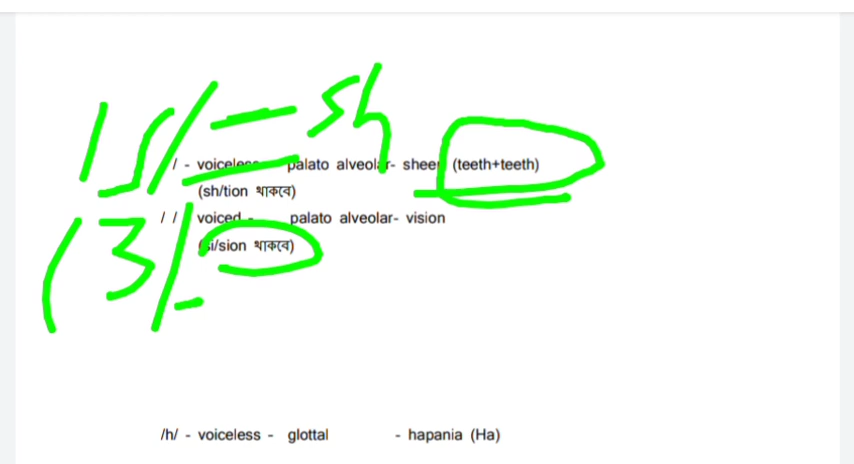 /ʃ/ - sh
/ / - voiceless - palato alveolar- sheep (teeth+teeth)
(sh/tion থাকবে)
/ʒ/ -
/ / voiced - palato alveolar- vision
(si/sion থাকবে)
/h/ - voiceless - glottal - hapania (Ha)